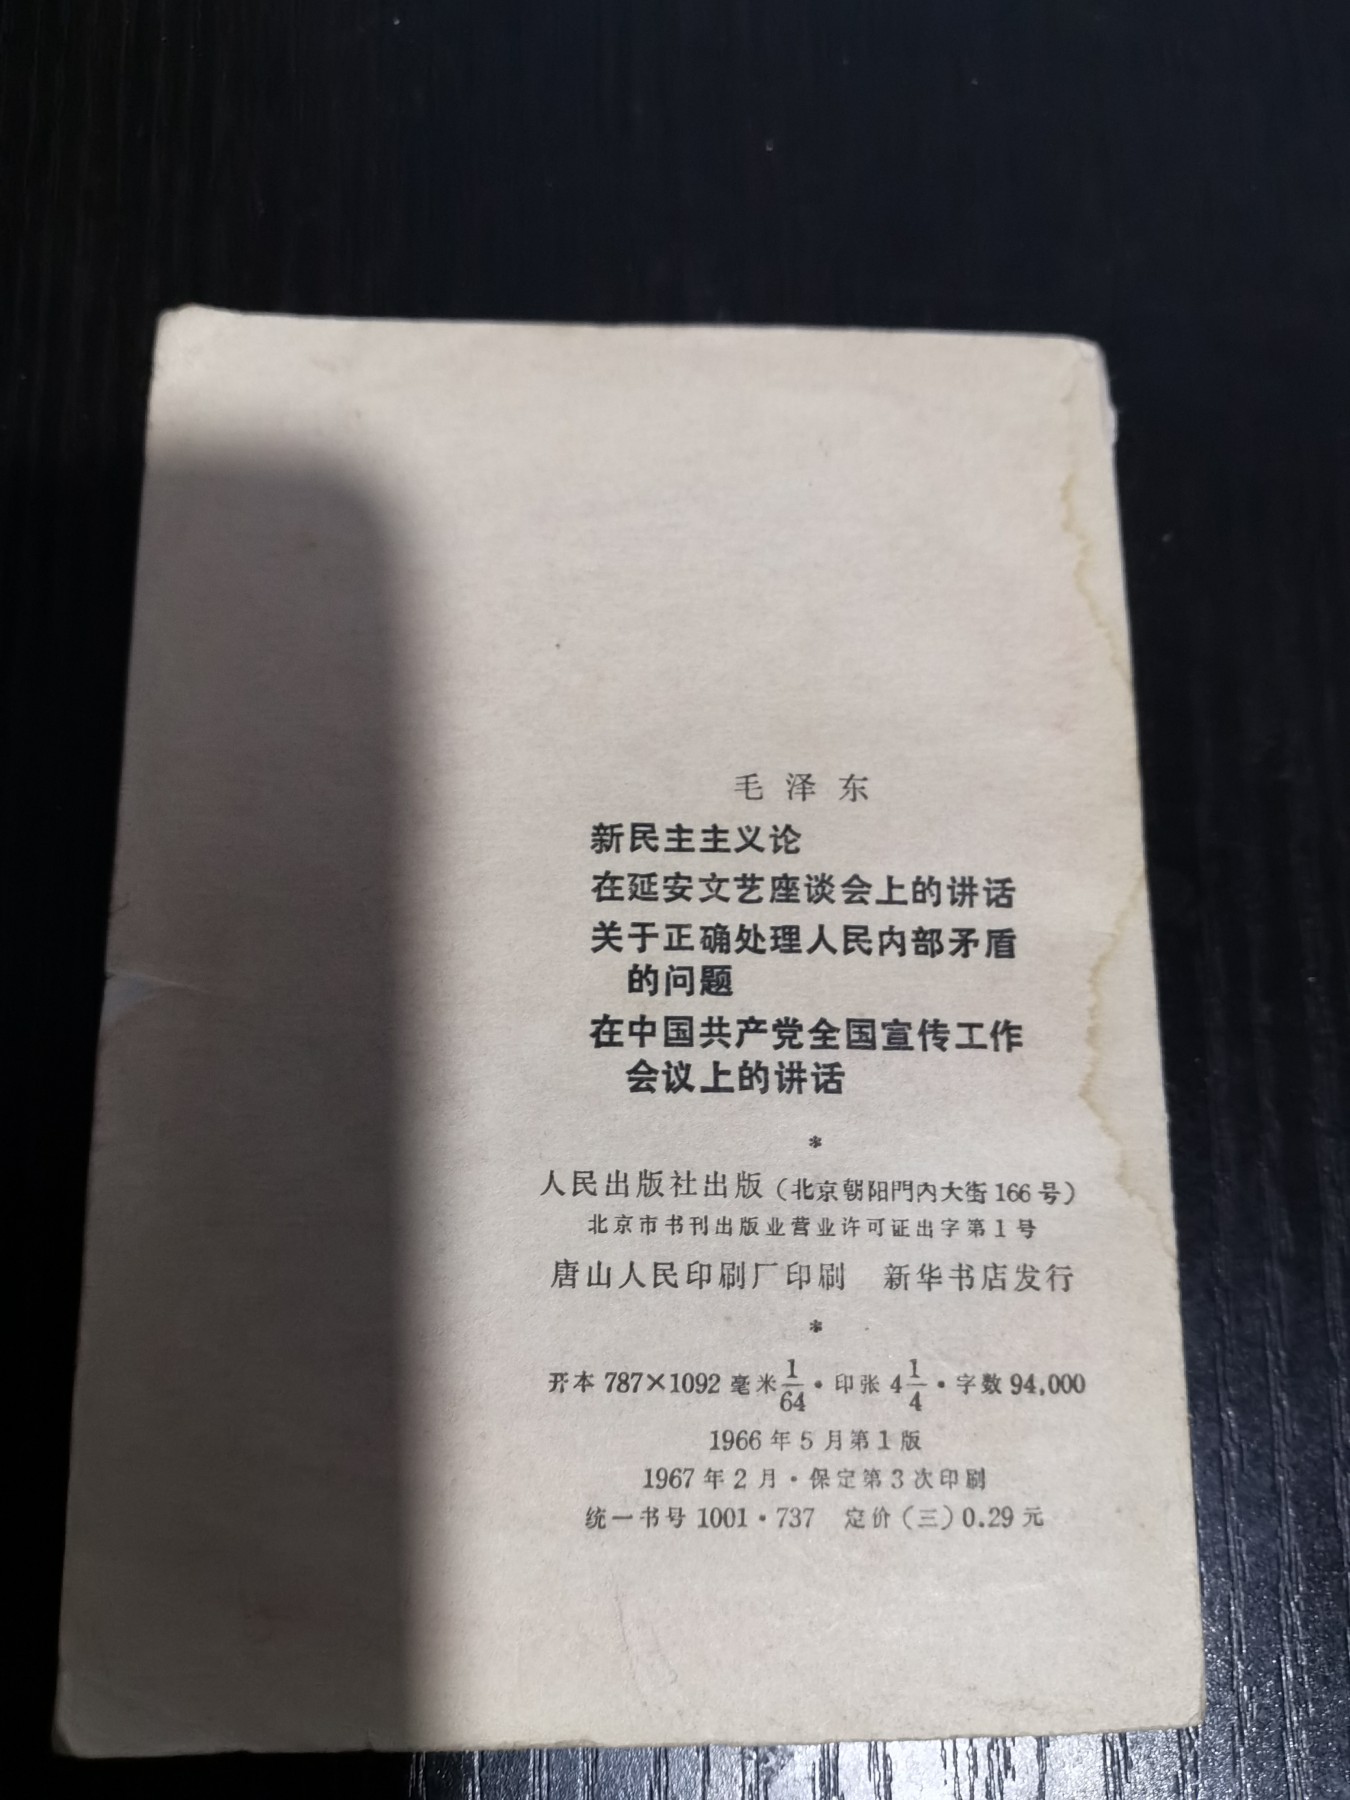 毛泽东
新民主主义论
在延安文艺座谈会上的讲话
关于正确处理人民内部矛盾
的问题
在中国共产党全国宣传工作
会议上的讲话
*
人民出版社出版(北京朝阳門內大街166号)
北京市书刊出版业营业许可证出字第1号
唐山人民印刷厂印刷 新华书店发行
*
开本 787×1092 毫米 1/64 · 印张 4 1/4 · 字数 94,000
1966年5月第1版
1967年2月·保定第3次印刷
统一书号 1001·737 定价(三)0.29元